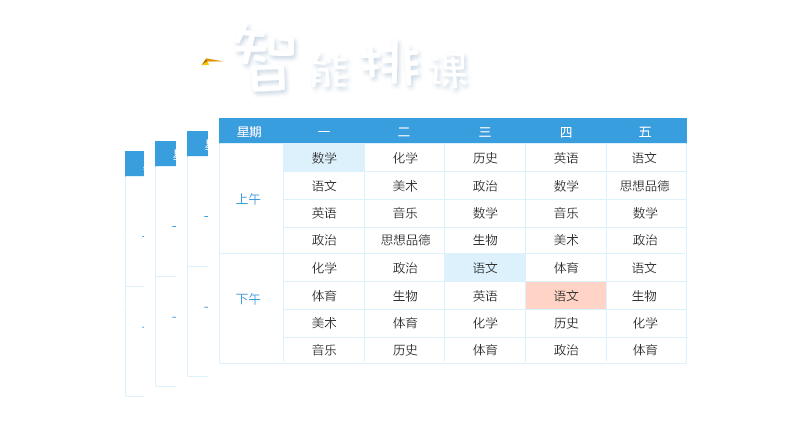 智能排课
星期 一 二 三 四 五
数学 化学 历史 英语 语文
语文 美术 政治 数学 思想品德
上午
英语 音乐 数学 音乐 数学
政治 思想品德 生物 美术 政治
化学 政治 语文 体育 语文
下午
体育 生物 英语 语文 生物
美术 体育 化学 历史 化学
音乐 历史 体育 政治 体育